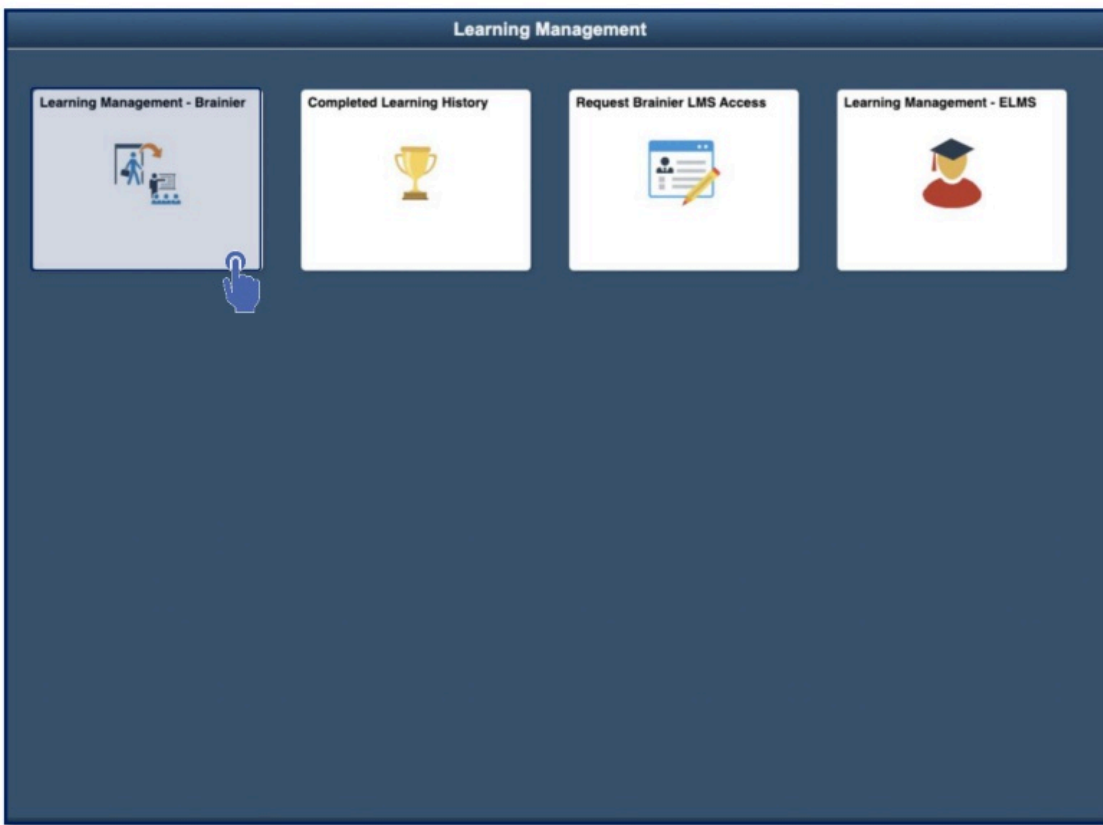 Learning Management
Learning Management - Brainier
Completed Learning History
Request Brainier LMS Access
Learning Management - ELMS